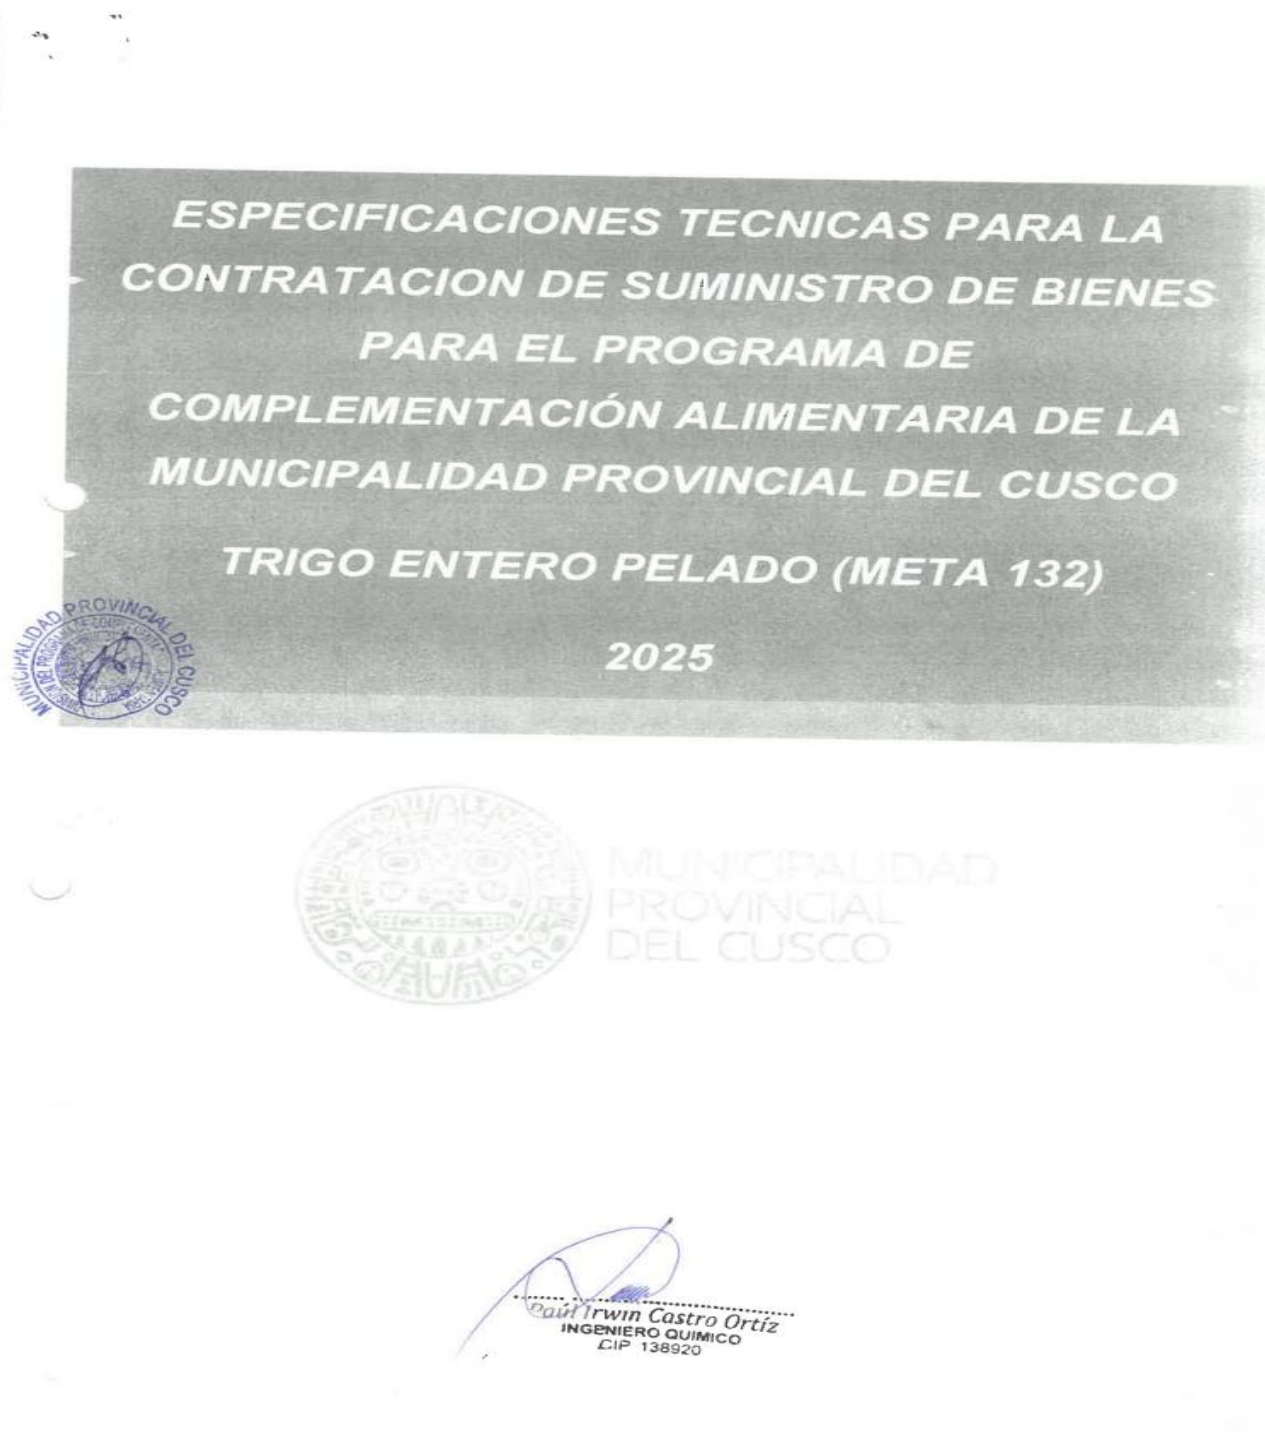 ESPECIFICACIONES TECNICAS PARA LA
CONTRATACION DE SUMINISTRO DE BIENES
PARA EL PROGRAMA DE
COMPLEMENTACIÓN ALIMENTARIA DE LA
MUNICIPALIDAD PROVINCIAL DEL CUSCO
TRIGO ENTERO PELADO (META 132)
2025
MUNICIPALIDAD PROVINCIAL DEL CUSCO
MUNICIPALIDAD
PROVINCIAL
DEL CUSCO
Paúl Irwin Castro Ortíz
INGENIERO QUIMICO
CIP 138920